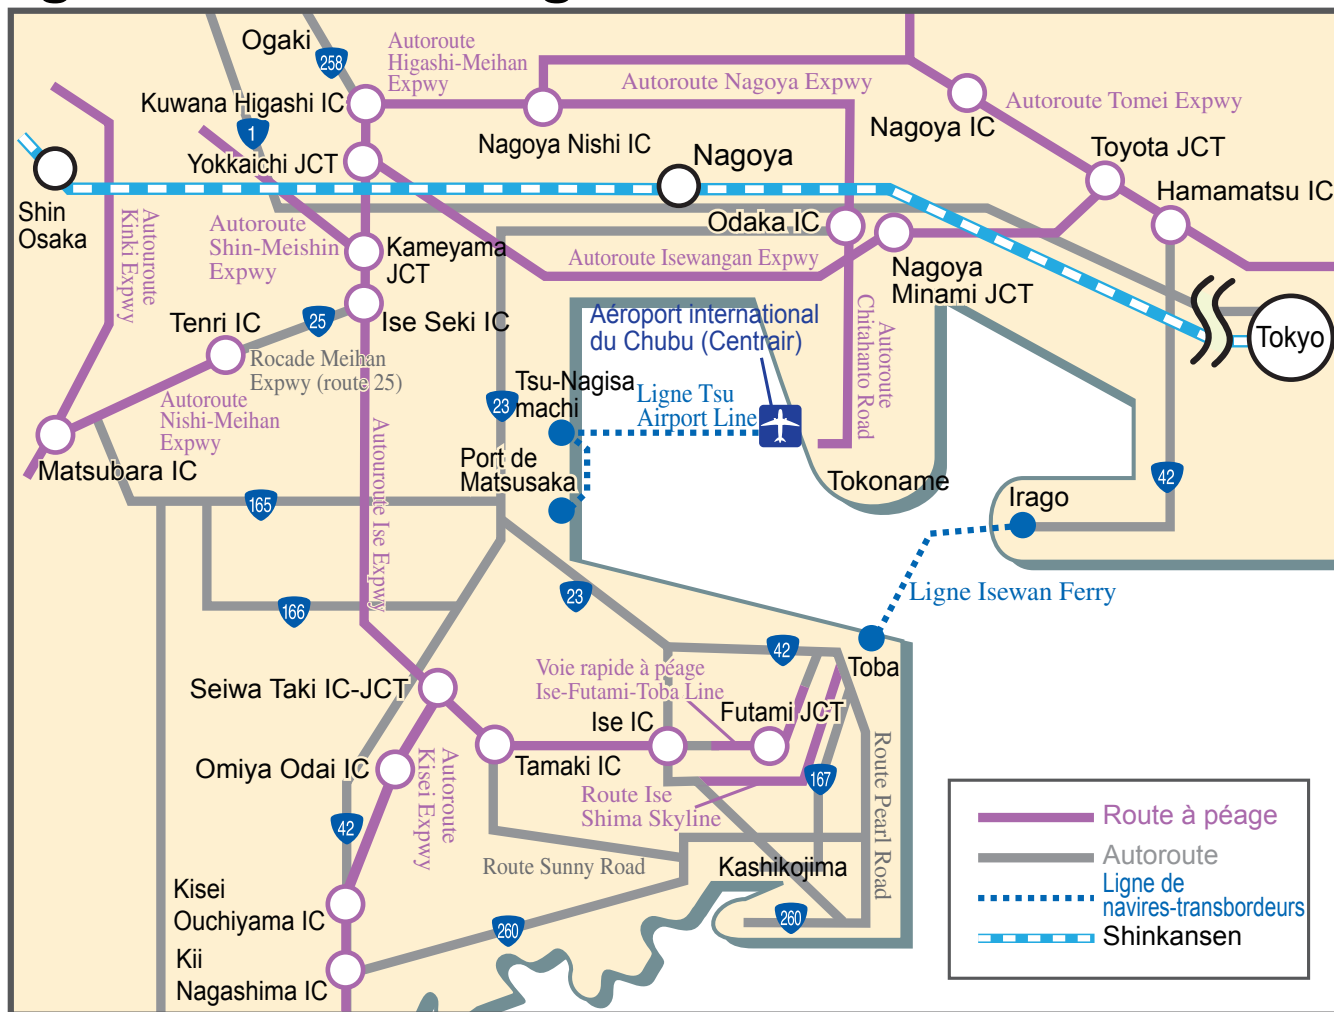 Ogaki
258
Autoroute
Higashi-Meihan
Expwy
Autoroute Nagoya Expwy
Autoroute Tomei Expwy
Kuwana Higashi IC
Nagoya Nishi IC
Nagoya IC
1
Yokkaichi JCT
Nagoya
Toyota JCT
Hamamatsu IC
Shin
Osaka
Autouroute
Kinki Expwy
Autoroute
Shin-Meishin
Expwy
Kameyama
JCT
Odaka IC
Autoroute Isewangan Expwy
Nagoya
Minami JCT
Tokyo
Tenri IC
25
Ise Seki IC
Rocade Meihan
Expwy (route 25)
Aéroport international
du Chubu (Centrair)
Autoroute
Chitahanto Road
Tsu-Nagisa
machi
23
Ligne Tsu
Airport Line
Autoroute
Nishi-Meihan
Expwy
Autouroute Ise Expwy
Matsubara IC
Port de
Matsusaka
Tokoname
42
Irago
165
166
23
Ligne Isewan Ferry
42
Toba
Voie rapide à péage
Ise-Futami-Toba Line
Seiwa Taki IC-JCT
Ise IC
Futami JCT
Omiya Odai IC
Autoroute
Kisei Expwy
Tamaki IC
Route Ise
Shima Skyline
167
Route Pearl Road
42
Route Sunny Road
Kashikojima
Kisei
Ouchiyama IC
260
260
Kii
Nagashima IC
Route à péage
Autoroute
Ligne de
navires-transbordeurs
Shinkansen